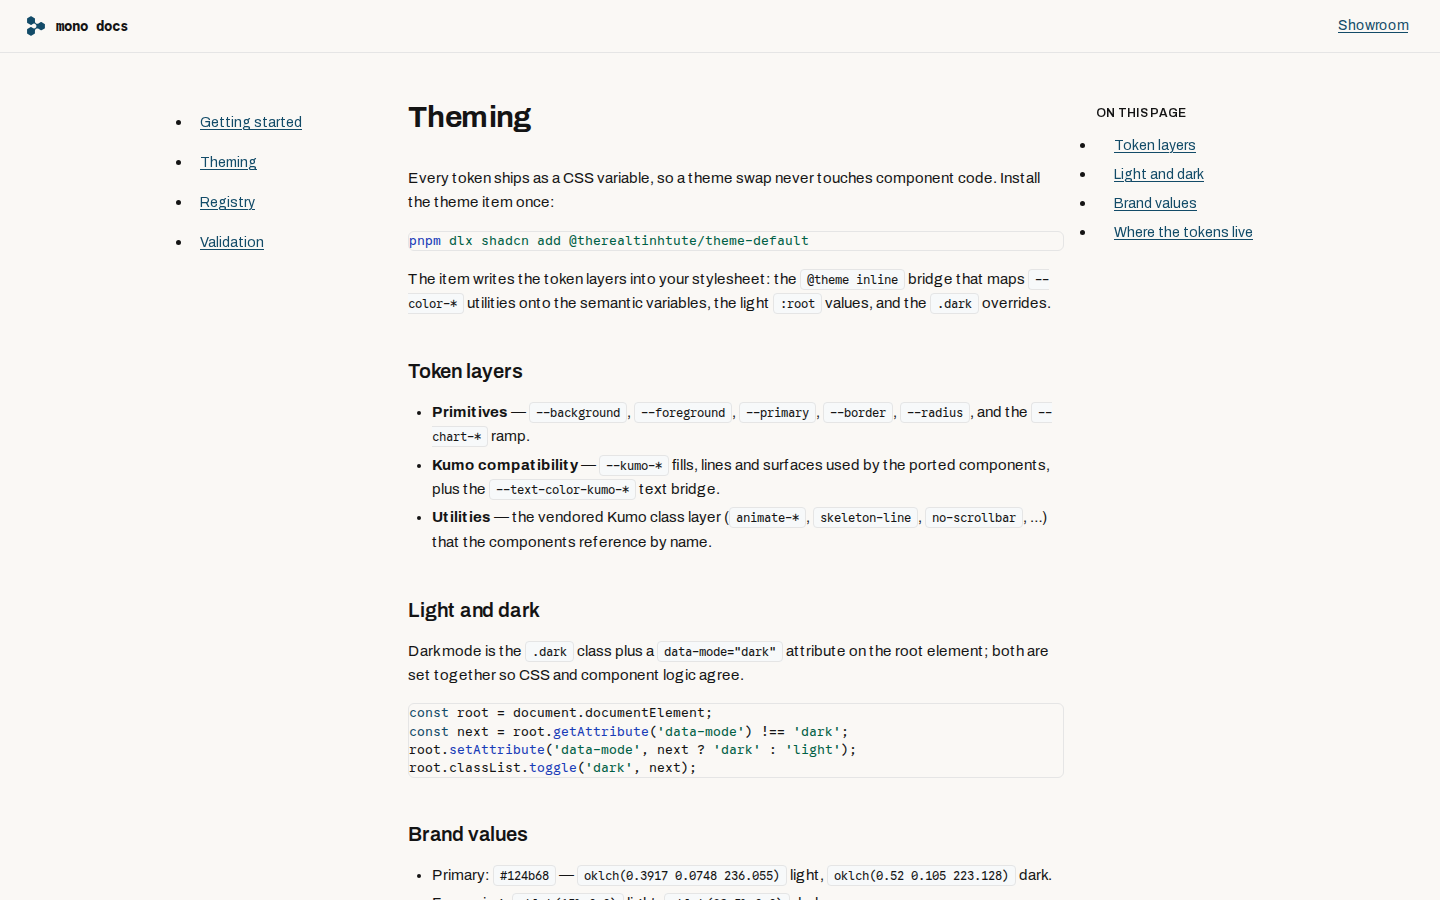 mono docs
Showroom
Getting started
Theming
Registry
Validation
Theming
Every token ships as a CSS variable, so a theme swap never touches component code. Install
the theme item once:
pnpm dlx shadcn add @therealtinhtute/theme-default
The item writes the token layers into your stylesheet: the @theme inline bridge that maps --
color-* utilities onto the semantic variables, the light :root values, and the .dark overrides.
Token layers
Primitives — --background, --foreground, --primary, --border, --radius, and the --
chart-* ramp.
Kumo compatibility — --kumo-* fills, lines and surfaces used by the ported components,
plus the --text-color-kumo-* text bridge.
Utilities — the vendored Kumo class layer (animate-*, skeleton-line, no-scrollbar, ...)
that the components reference by name.
Light and dark
Dark mode is the .dark class plus a data-mode="dark" attribute on the root element; both are
set together so CSS and component logic agree.
const root = document.documentElement;
const next = root.getAttribute('data-mode') !== 'dark';
root.setAttribute('data-mode', next ? 'dark' : 'light');
root.classList.toggle('dark', next);
Brand values
Primary: #124b68 — oklch(0.3917 0.0748 236.055) light, oklch(0.52 0.105 223.128) dark.
ON THIS PAGE
Token layers
Light and dark
Brand values
Where the tokens live